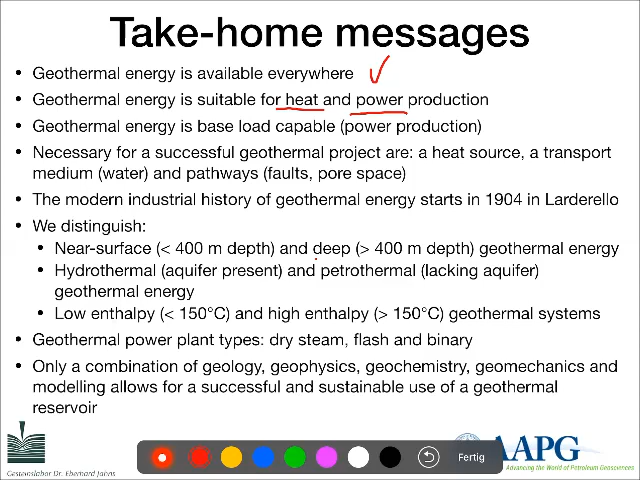 Take-home messages
• Geothermal energy is available everywhere
• Geothermal energy is suitable for heat and power production
• Geothermal energy is base load capable (power production)
• Necessary for a successful geothermal project are: a heat source, a transport
medium (water) and pathways (faults, pore space)
• The modern industrial history of geothermal energy starts in 1904 in Larderello
• We distinguish:
• Near-surface (< 400 m depth) and deep (> 400 m depth) geothermal energy
• Hydrothermal (aquifer present) and petrothermal (lacking aquifer)
geothermal energy
• Low enthalpy (< 150°C) and high enthalpy (> 150°C) geothermal systems
• Geothermal power plant types: dry steam, flash and binary
• Only a combination of geology, geophysics, geochemistry, geomechanics and
modelling allows for a successful and sustainable use of a geothermal
reservoir
Fertig
AAPG
Gesteinslabor Dr. Eberhard Jahns
Advancing the World of Petroleum Geosciences